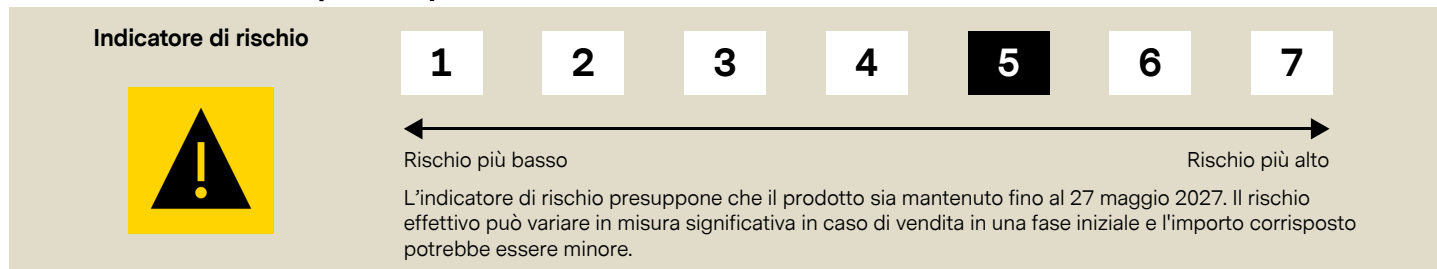 Indicatore di rischio
1 2 3 4 5 6 7
Rischio più basso Rischio più alto
L'indicatore di rischio presuppone che il prodotto sia mantenuto fino al 27 maggio 2027. Il rischio
effettivo può variare in misura significativa in caso di vendita in una fase iniziale e l'importo corrisposto
potrebbe essere minore.